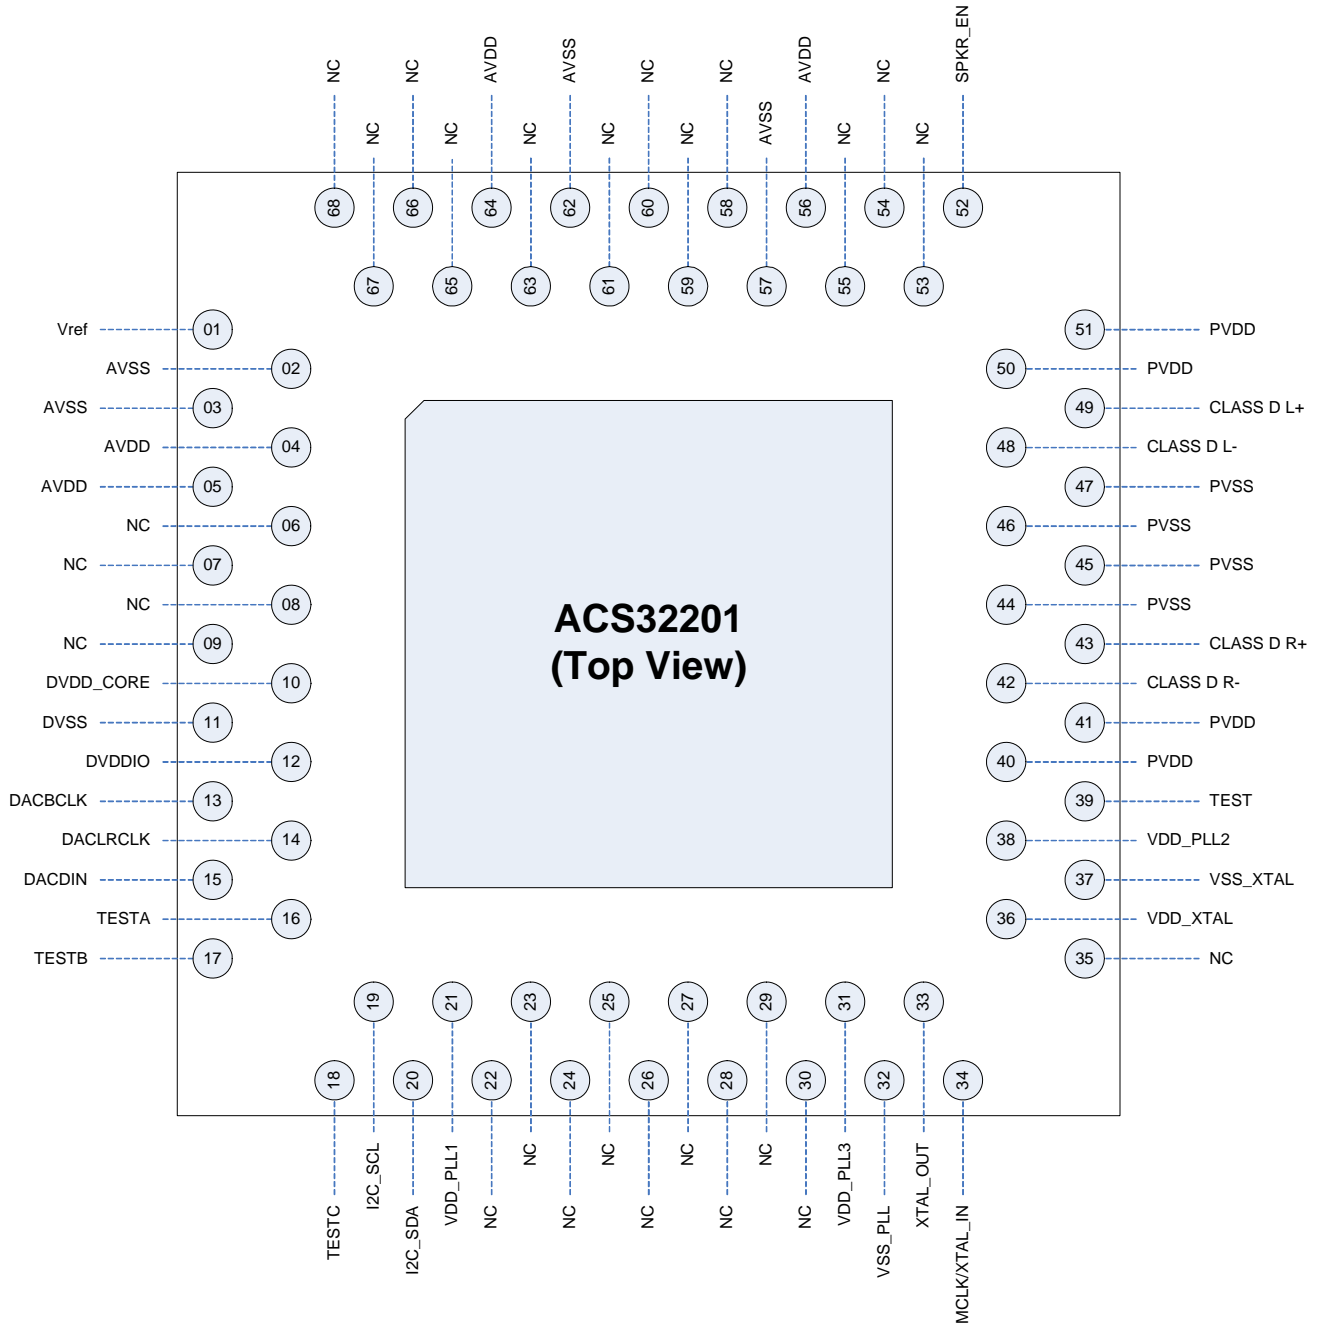 SPKR_EN
NC
NC
AVDD
AVSS
NC
NC
AVDD
NC
NC
NC
NC
NC
NC
AVSS
NC
NC
68
66
64
62
60
58
56
54
52
67
65
63
61
59
57
55
53
Vref 01
51 PVDD
AVSS 02
50 PVDD
AVSS 03
49 CLASS D L+
AVDD 04
48 CLASS D L-
AVDD 05
47 PVSS
NC 06
46 PVSS
NC 07
45 PVSS
NC 08
44 PVSS
ACS32201
(Top View)
NC 09
43 CLASS D R+
DVDD_CORE 10
42 CLASS D R-
DVSS 11
41 PVDD
DVDDIO 12
40 PVDD
DACBCLK 13
39 TEST
DACLRCLK 14
38 VDD_PLL2
DACDIN 15
37 VSS_XTAL
TESTA 16
36 VDD_XTAL
TESTB 17
35 NC
19
21
23
25
27
29
31
33
18
20
22
24
26
28
30
32
34
I2C_SCL
VDD_PLL1
NC
NC
NC
NC
VDD_PLL3
XTAL_OUT
TESTC
I2C_SDA
NC
NC
NC
NC
NC
VSS_PLL
MCLK/XTAL_IN